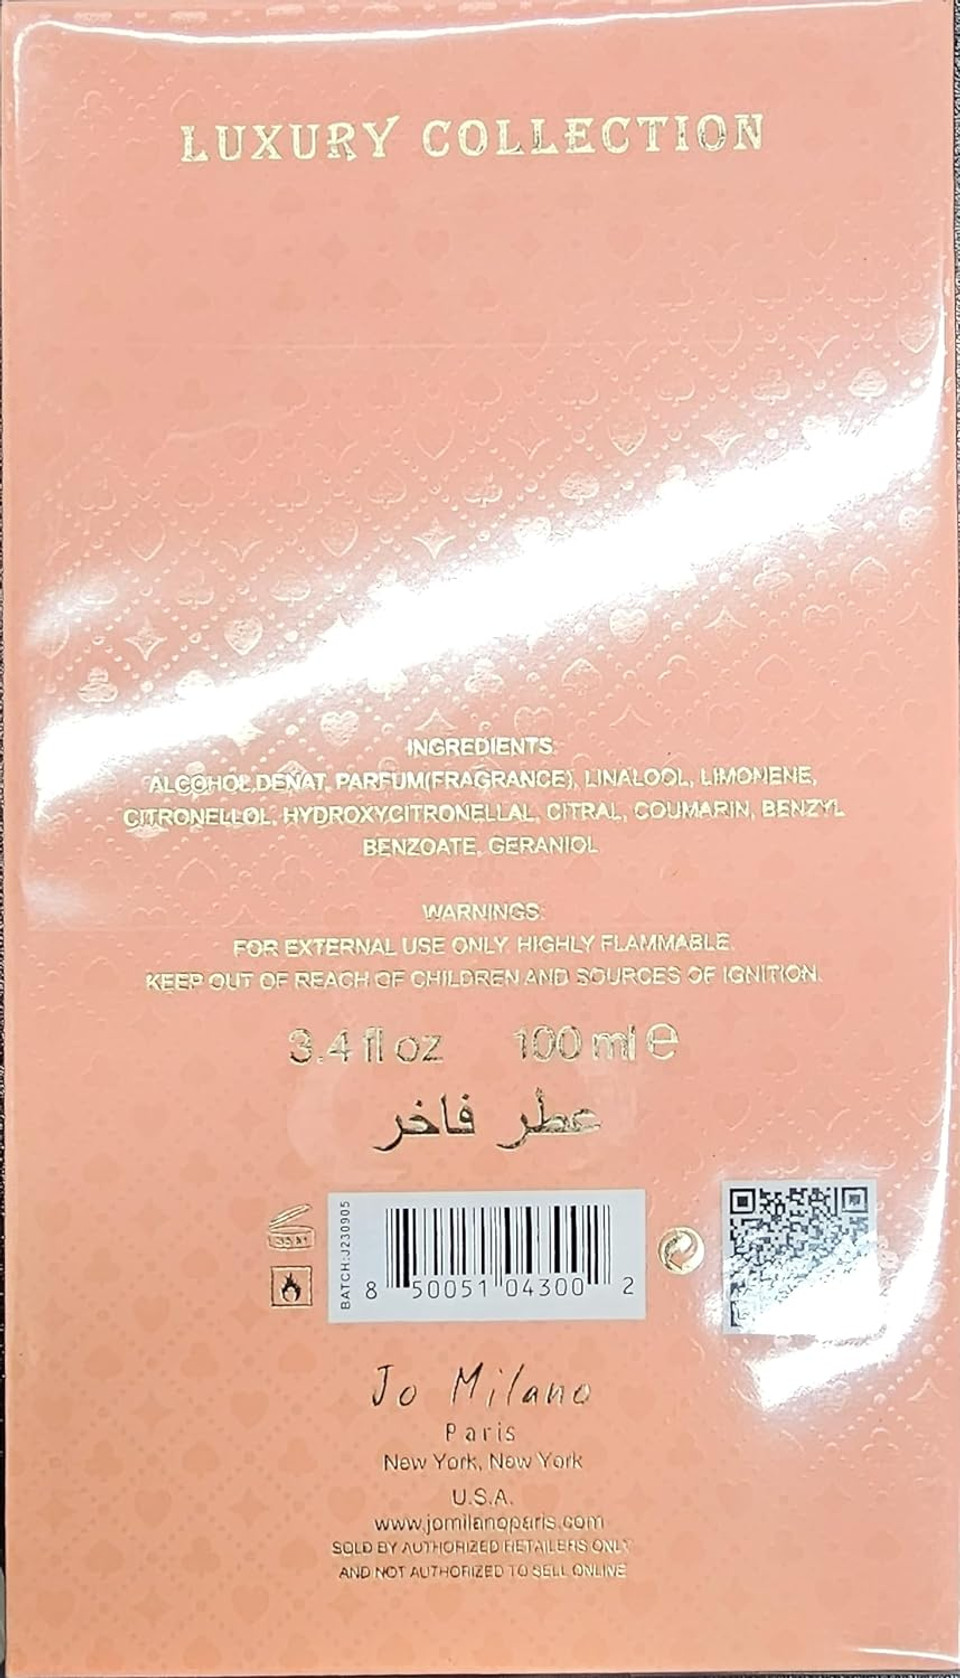 LUXURY COLLECTION
INGREDIENTS:
ALCOHOL DENAT, PARFUM(FRAGRANCE), LINALOOL, LIMONENE,
CITRONELLOL, HYDROXYCITRONELLAL, CITRAL, COUMARIN, BENZYL
BENZOATE, GERANIOL
WARNINGS:
FOR EXTERNAL USE ONLY. HIGHLY FLAMMABLE.
KEEP OUT OF REACH OF CHILDREN AND SOURCES OF IGNITION.
3.4 fl oz 100 ml ℮
عطر فاخر
BATCH:J230905
8 50051 04300 2
Jo Milano
Paris
New York, New York
U.S.A.
www.jomilanoparis.com
SOLD BY AUTHORIZED RETAILERS ONLY
AND NOT AUTHORIZED TO SELL ONLINE